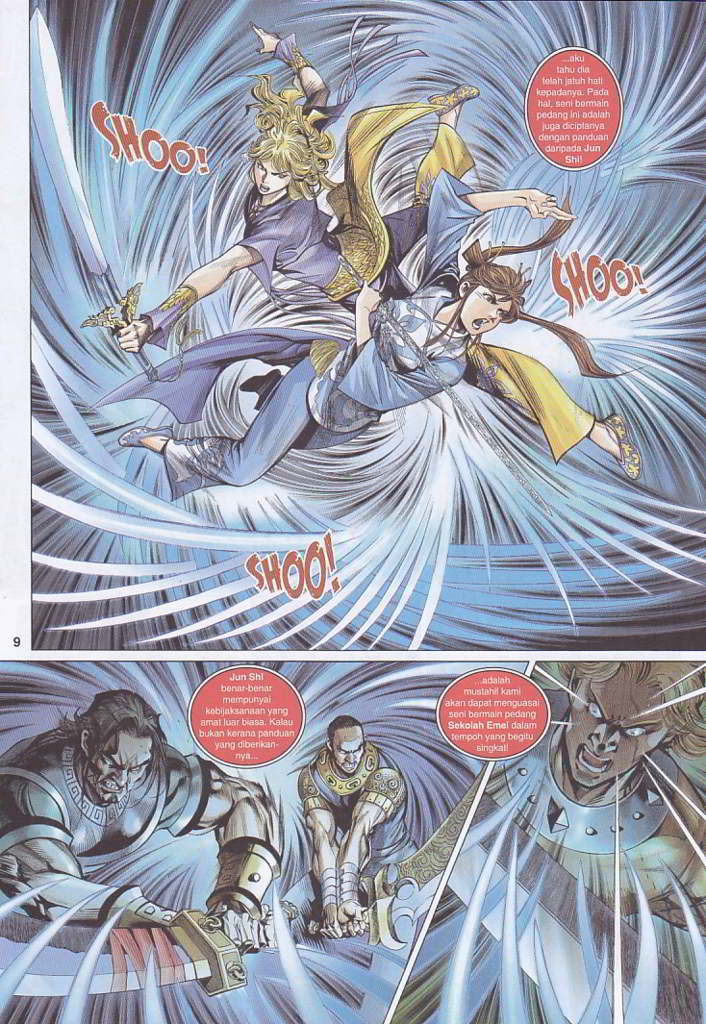 ...aku
tahu dia
telah jatuh hati
kepadanya. Pada
hal, seni bermain
pedang ini adalah
juga diciptanya
dengan panduan
daripada Jun
Shi!
SHOO!
SHOO!
SHOO!
9
Jun Shi
benar-benar
mempunyai
kebijaksanaan yang
amat luar biasa. Kalau
bukan kerana panduan
yang diberikan-
nya...
...adalah
mustahil kami
akan dapat menguasai
seni bermain pedang
Sekolah Emei dalam
tempoh yang begitu
singkat!